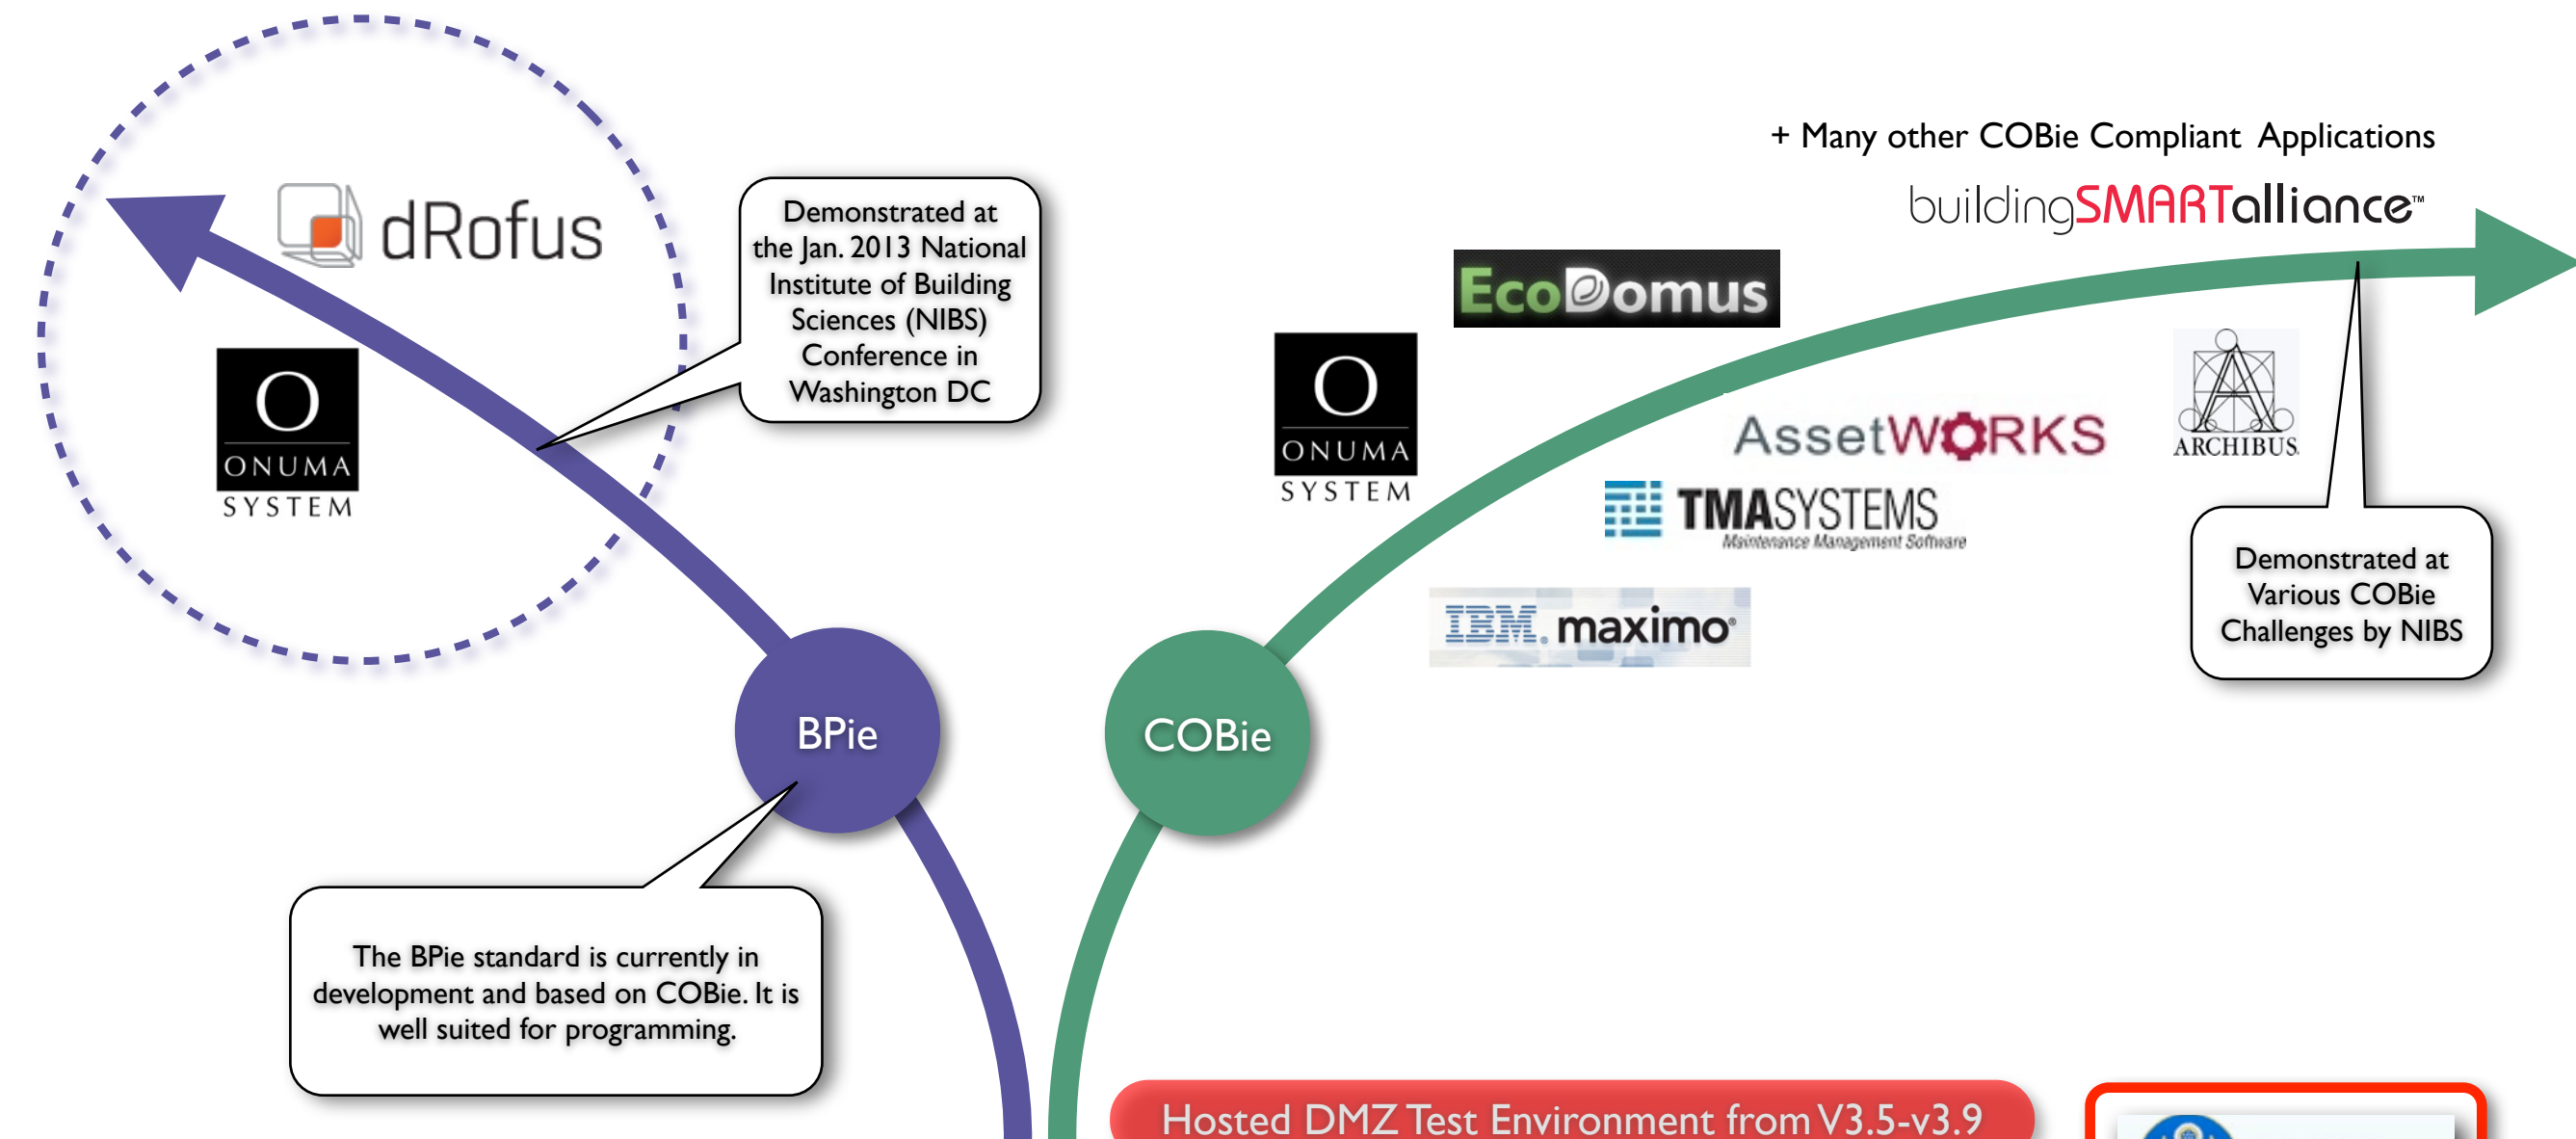 dRofus
O
ONUMA
SYSTEM
Demonstrated at
the Jan. 2013 National
Institute of Building
Sciences (NIBS)
Conference in
Washington DC
BPie
The BPie standard is currently in
development and based on COBie. It is
well suited for programming.
COBie
+ Many other COBie Compliant Applications
buildingSMARTalliance™
EcoDomus
O
ONUMA
SYSTEM
AssetWORKS
TMASYSTEMS
Maintenance Management Software
IBM. maximo®
A
ARCHIBUS.
Demonstrated at
Various COBie
Challenges by NIBS
Hosted DMZ Test Environment from V3.5-v3.9